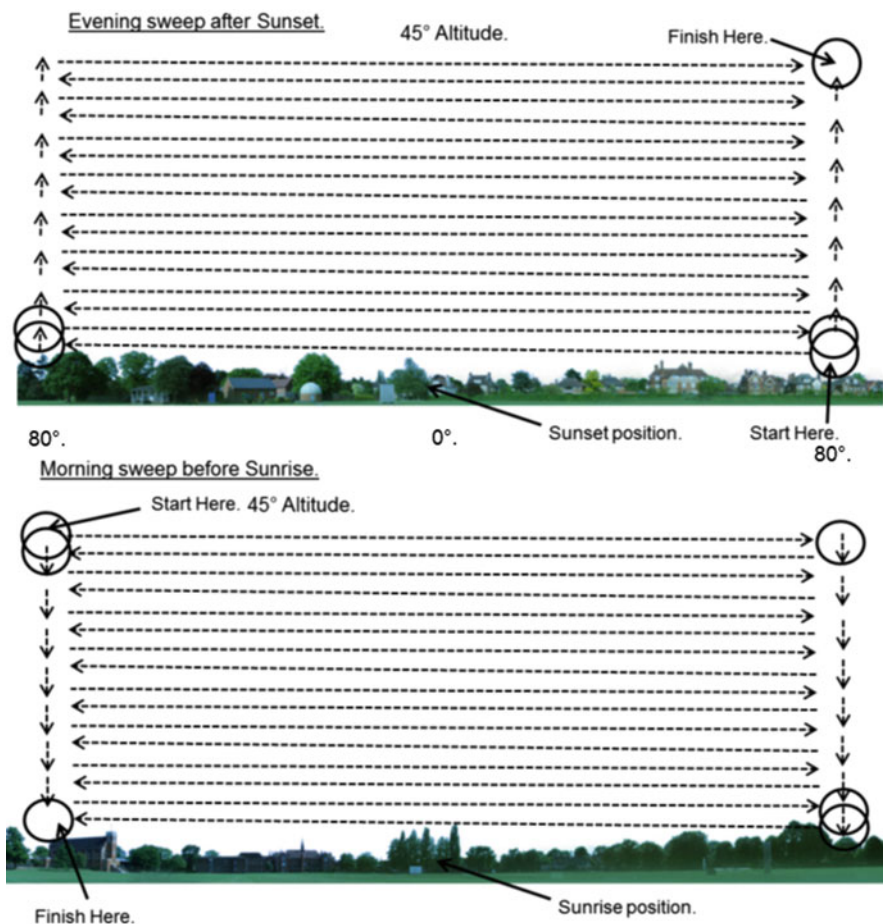 Evening sweep after Sunset.
45° Altitude.
Finish Here.
Sunset position.
Start Here.
80°.
0°.
80°.
Morning sweep before Sunrise.
Start Here. 45° Altitude.
Sunrise position.
Finish Here.